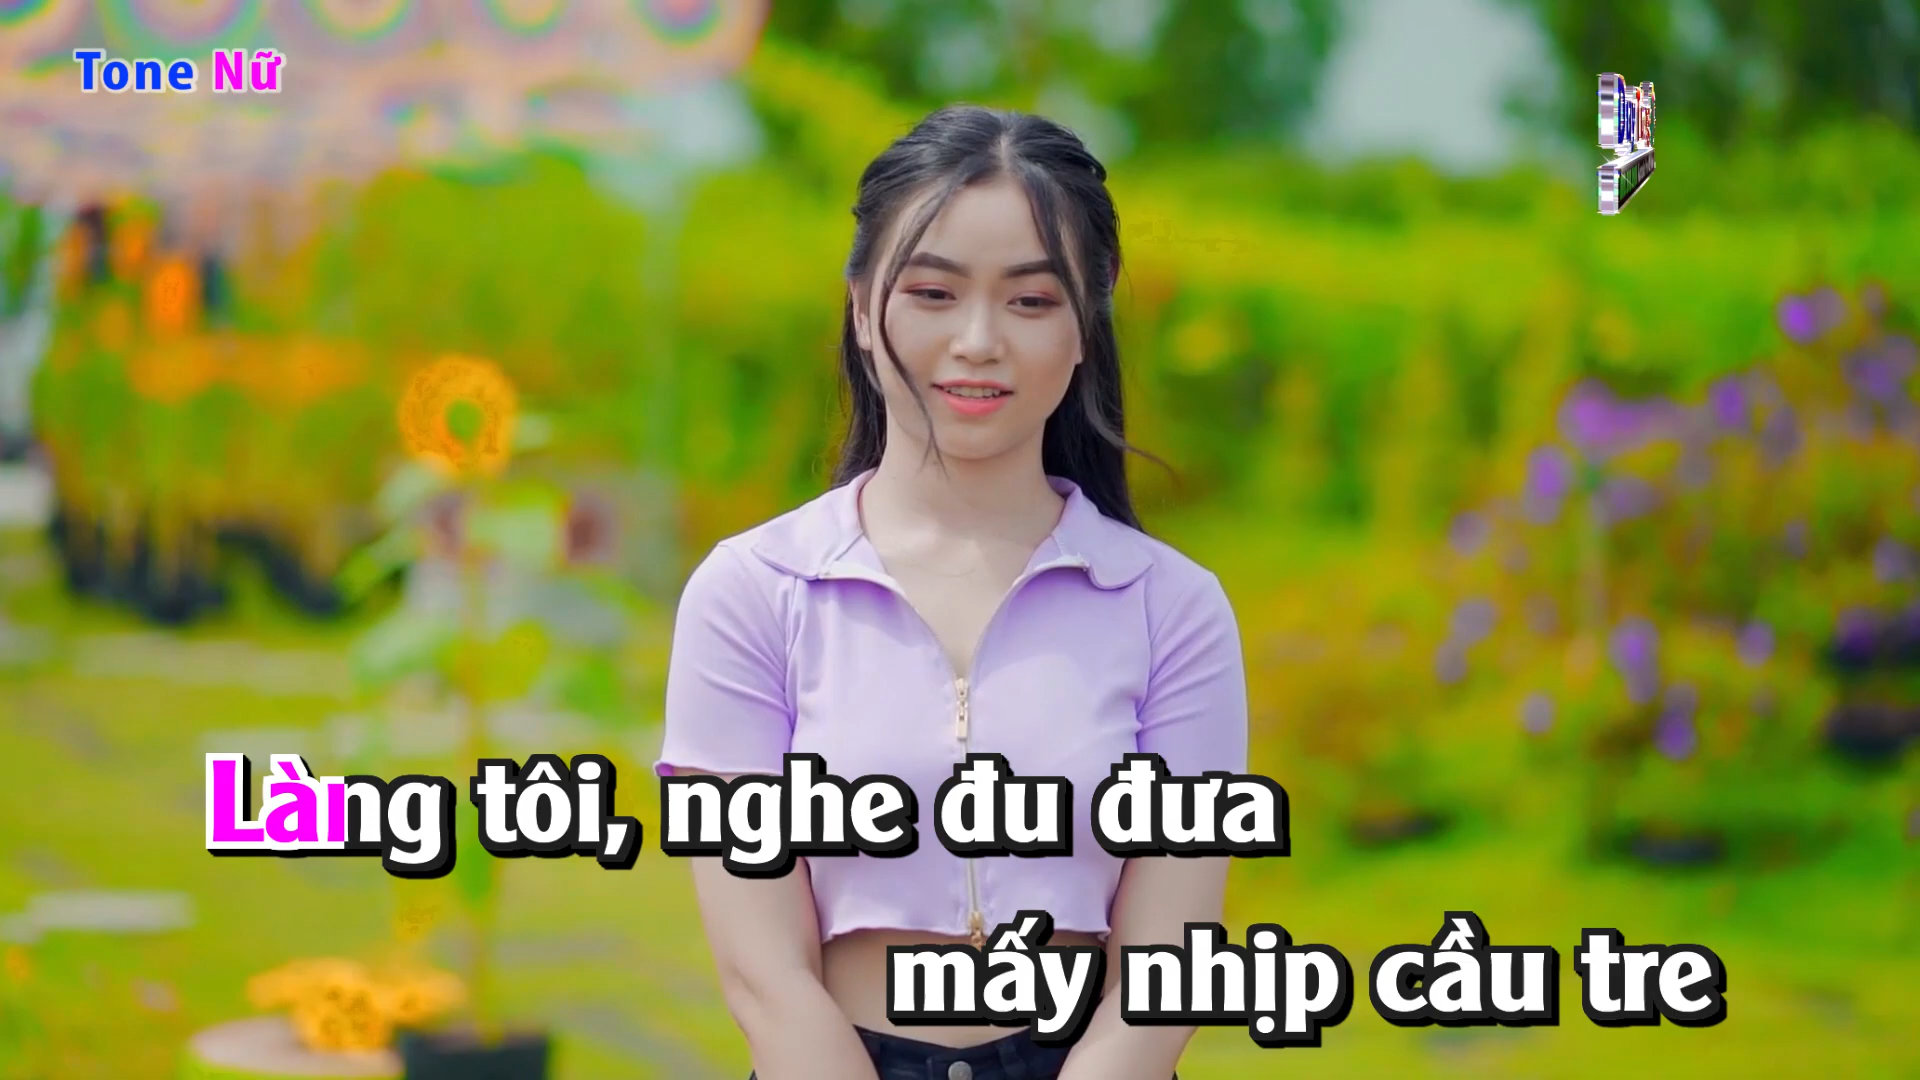 Tone Nữ
Làng tôi, nghe đu đưa
mấy nhịp cầu tre